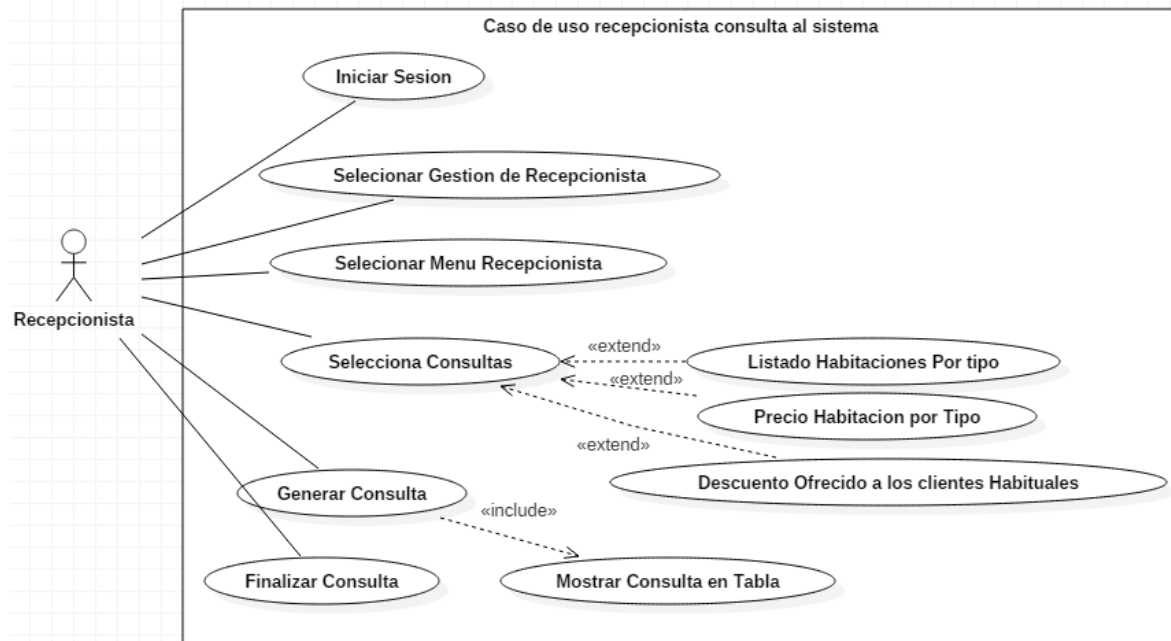 Caso de uso recepcionista consulta al sistema
Iniciar Sesion
Selecionar Gestion de Recepcionista
Selecionar Menu Recepcionista
Recepcionista
Selecciona Consultas
«extend»
Listado Habitaciones Por tipo
«extend»
Precio Habitacion por Tipo
«extend»
Descuento Ofrecido a los clientes Habituales
Generar Consulta
«include»
Finalizar Consulta
Mostrar Consulta en Tabla